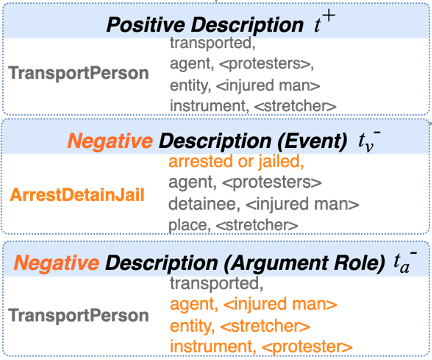 Positive Description t+
transported,
TransportPerson agent, <protesters>,
entity, <injured man>
instrument, <stretcher>
Negative Description (Event) tv-
arrested or jailed,
ArrestDetainJail agent, <protesters>
detainee, <injured man>
place, <stretcher>
Negative Description (Argument Role) ta-
transported,
agent, <injured man>
TransportPerson entity, <stretcher>
instrument, <protester>